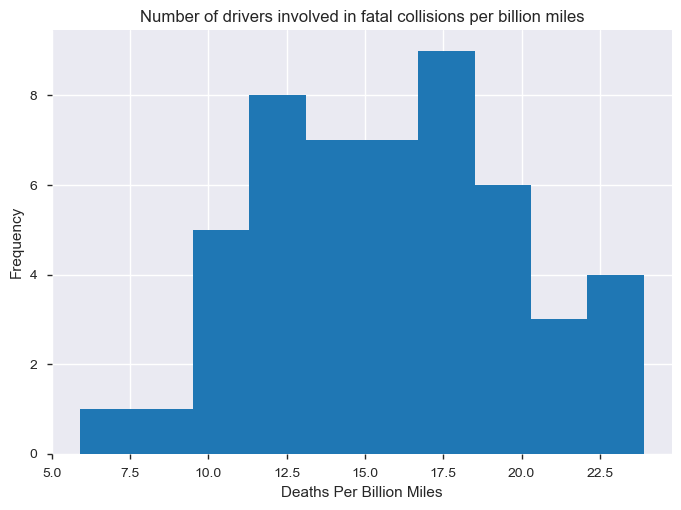 Number of drivers involved in fatal collisions per billion miles
8
6
4
2
0
Frequency
5.0 7.5 10.0 12.5 15.0 17.5 20.0 22.5
Deaths Per Billion Miles